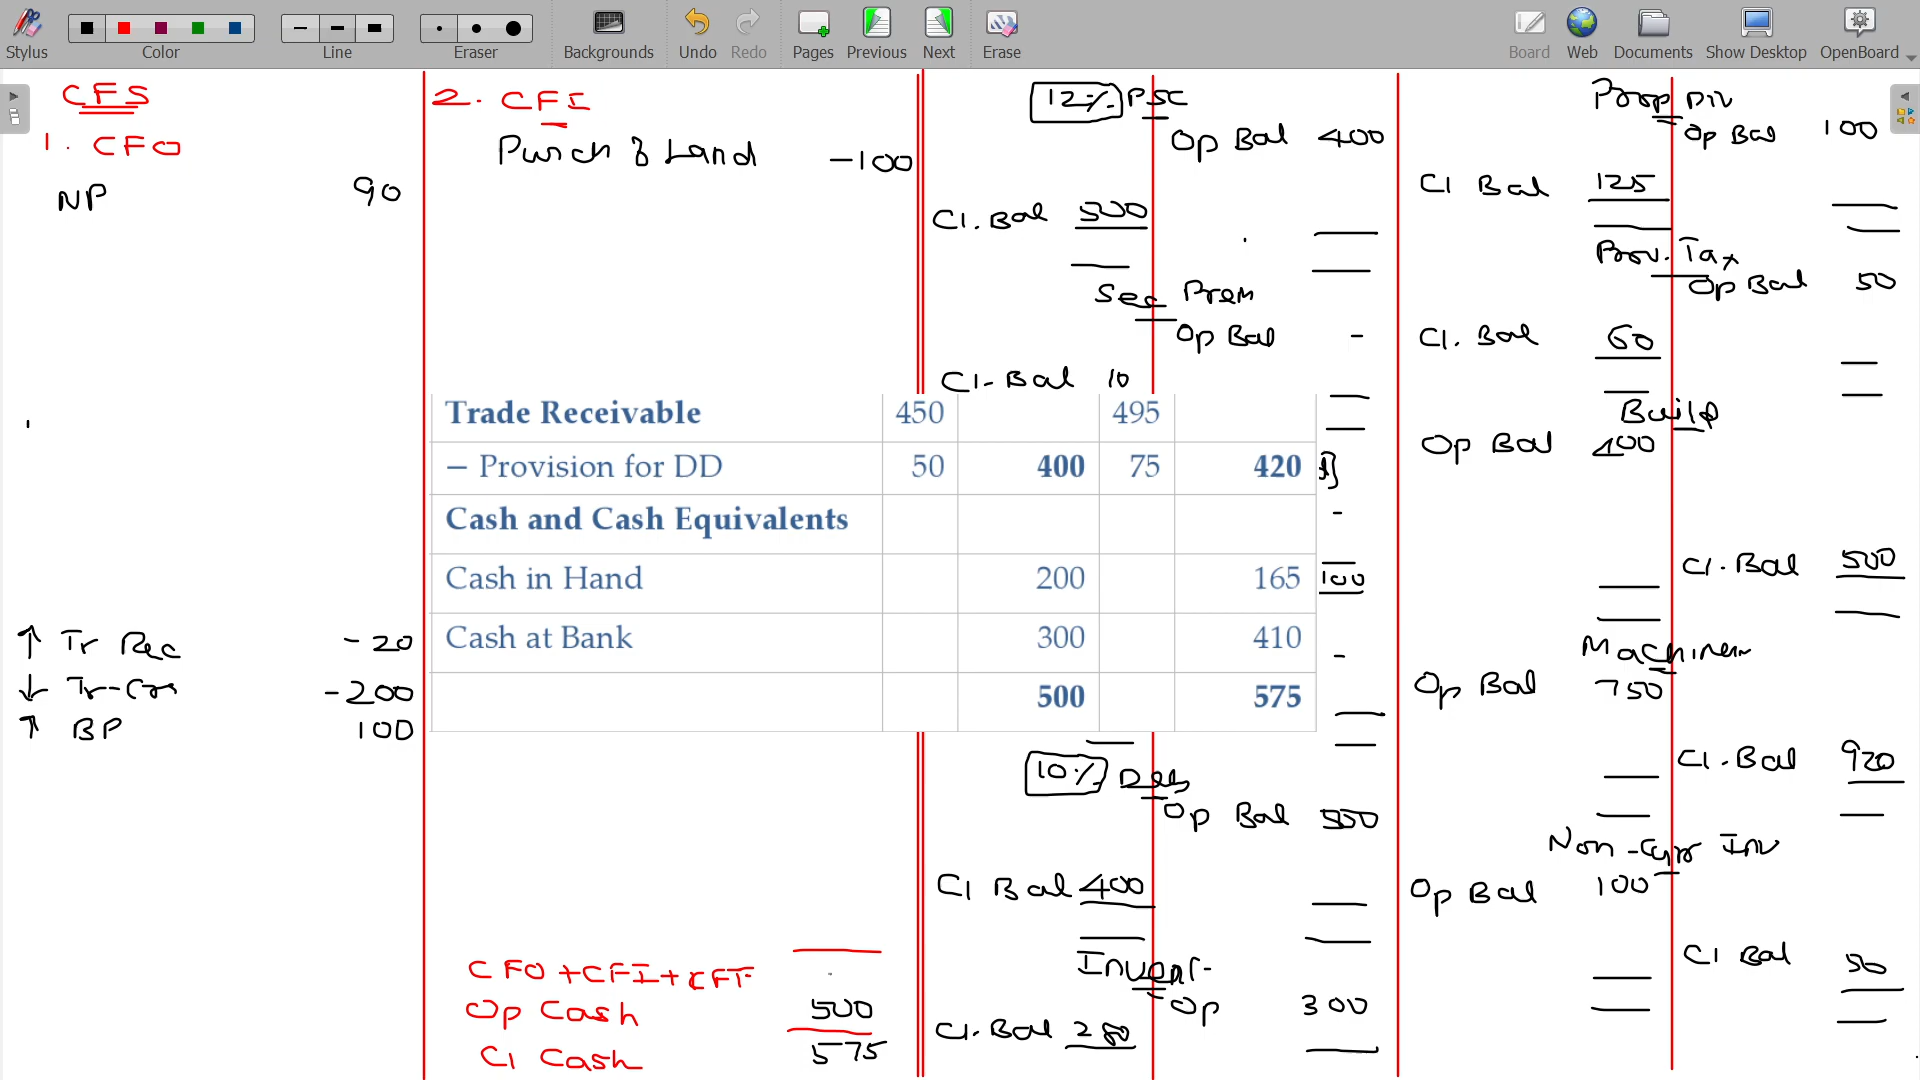 Stylus
Color
Line
Eraser
Backgrounds
Undo
Redo
Pages
Previous
Next
Erase
Board
Web
Documents
Show Desktop
OpenBoard
CFS
1. CFO
NP 90
↑ Tr Rec -20
↓ Tr-Crs -200
↑ BP 100
2. CFI
Purch of Land -100
Trade Receivable 450 495
– Provision for DD 50 400 75 420
Cash and Cash Equivalents
Cash in Hand 200 165
Cash at Bank 300 410
500 575
CFO+CFI+CFF
Op Cash 500
Cl Cash 575
12% PSC
Op Bal 400
Cl. Bal 500
Sec Prem
Op Bal -
Cl- Bal 10
-
100
-
10% Deb
Op Bal 500
Cl Bal 400
Invent-
Op 300
Cl. Bal 280
Prop Div
Op Bal 100
Cl Bal 125
Prov. Tax
Op Bal 50
Cl. Bal 60
Build
Op Bal 400
Cl. Bal 500
Machinery
Op Bal 750
Cl. Bal 920
Non-Curr Inv
Op Bal 100
Cl Bal 50